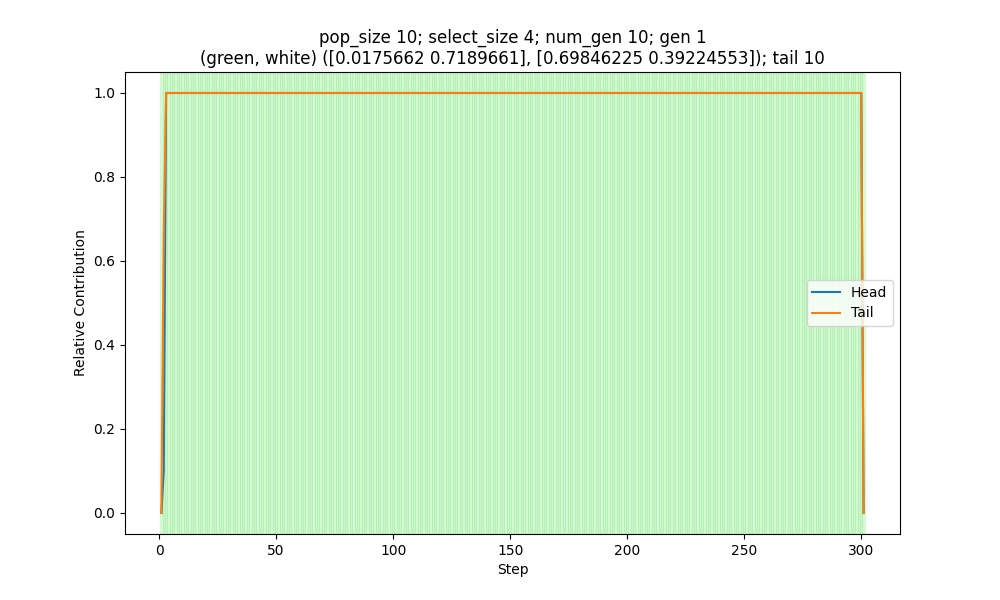 pop_size 10; select_size 4; num_gen 10; gen 1
(green, white) ([0.0175662 0.7189661], [0.69846225 0.39224553]); tail 10
1.0
0.8
0.6
0.4
0.2
0.0
Relative Contribution
Head
Tail
0 50 100 150 200 250 300
Step